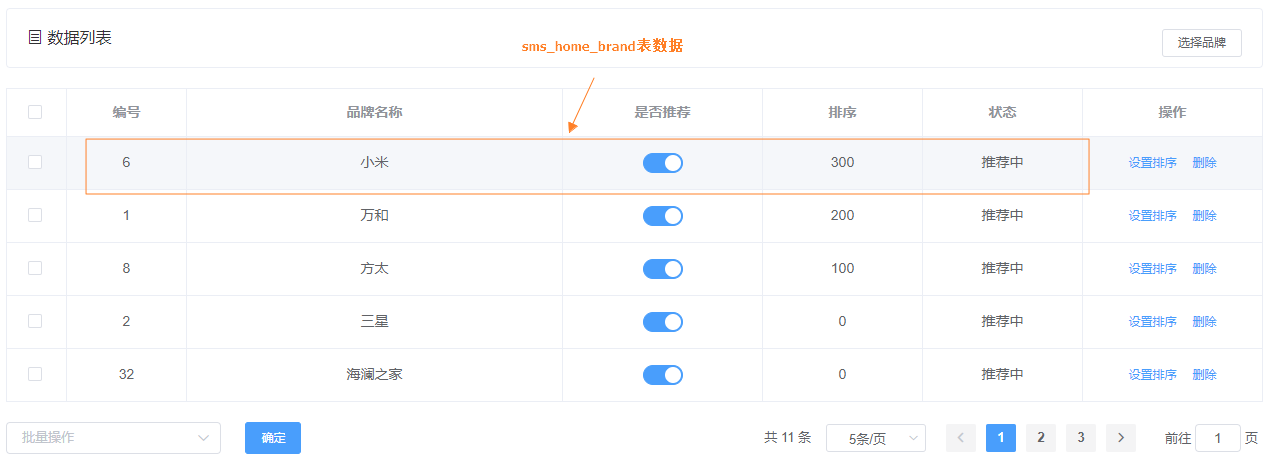 数据列表
sms_home_brand表数据
选择品牌
编号 品牌名称 是否推荐 排序 状态 操作
6 小米 300 推荐中 设置排序 删除
1 万和 200 推荐中 设置排序 删除
8 方太 100 推荐中 设置排序 删除
2 三星 0 推荐中 设置排序 删除
32 海澜之家 0 推荐中 设置排序 删除
批量操作 确定 共 11 条 5条/页 1 2 3 前往 1 页